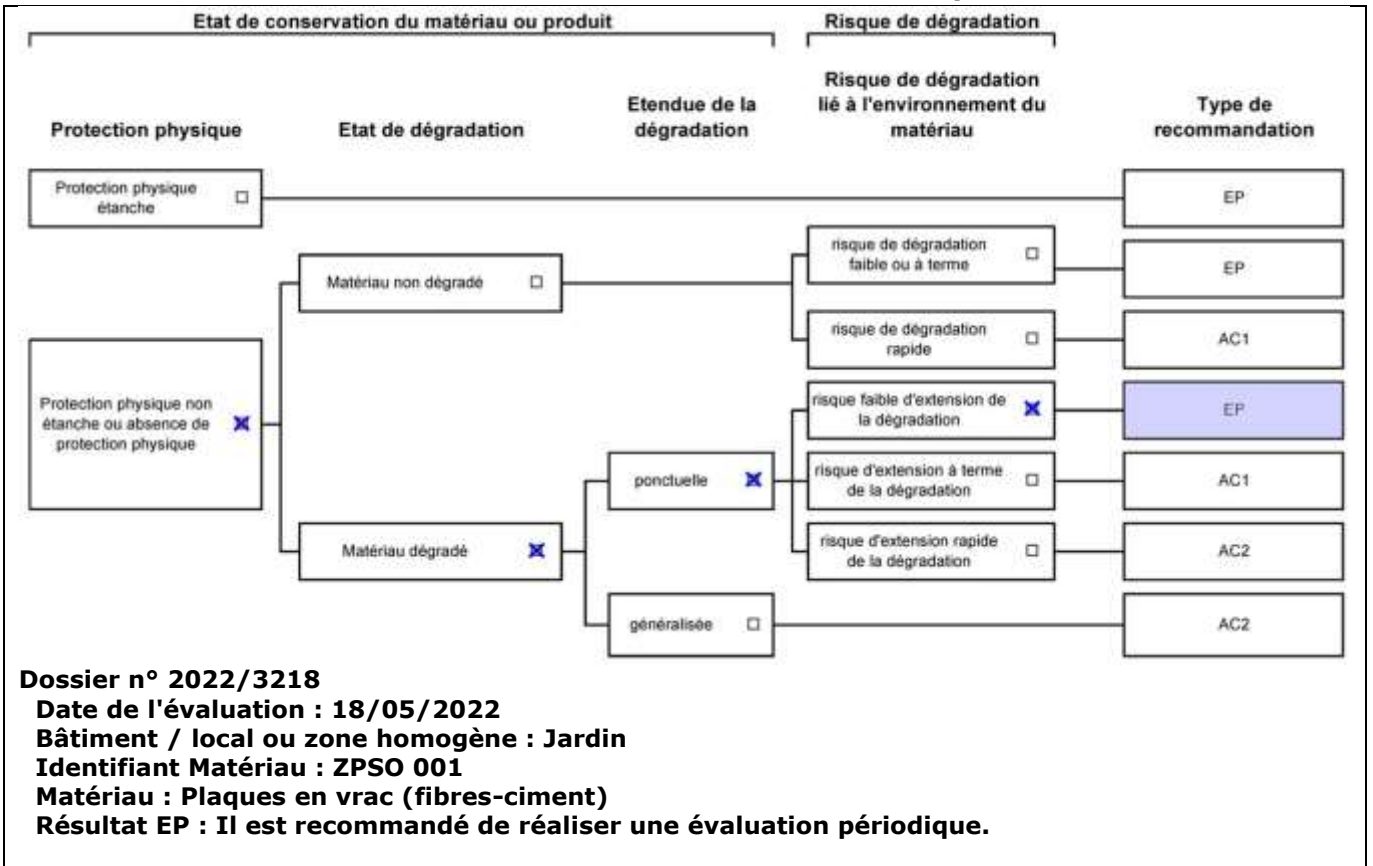 Etat de conservation du matériau ou produit
Risque de dégradation
Protection physique
Etat de dégradation
Etendue de la
dégradation
Risque de dégradation
lié à l'environnement du
matériau
Type de
recommandation
Protection physique
étanche
EP
Matériau non dégradé
risque de dégradation
faible ou à terme
EP
risque de dégradation
rapide
AC1
Protection physique non
étanche ou absence de
protection physique
risque faible d'extension de
la dégradation
EP
ponctuelle
risque d'extension à terme
de la dégradation
AC1
Matériau dégradé
risque d'extension rapide
de la dégradation
AC2
généralisée
AC2
Dossier n° 2022/3218
Date de l'évaluation : 18/05/2022
Bâtiment / local ou zone homogène : Jardin
Identifiant Matériau : ZPSO 001
Matériau : Plaques en vrac (fibres-ciment)
Résultat EP : Il est recommandé de réaliser une évaluation périodique.